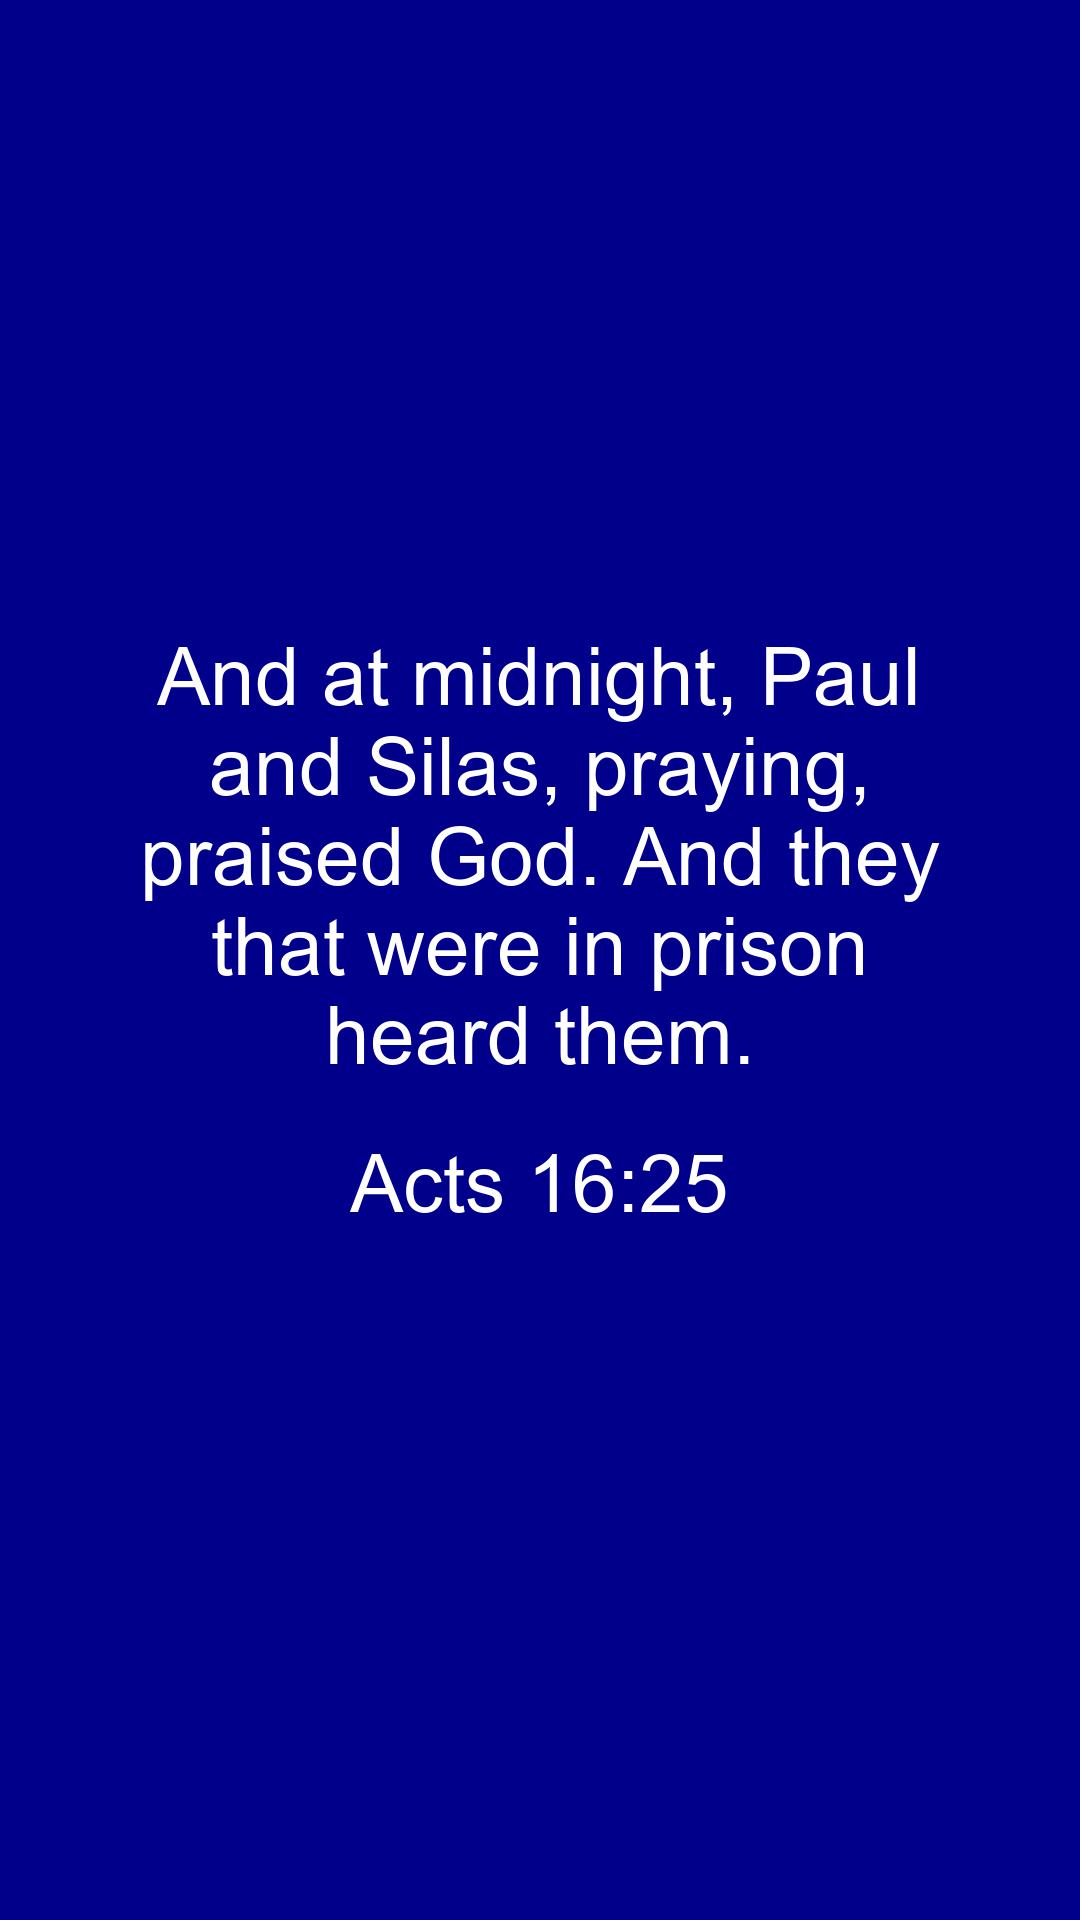 And at midnight, Paul
and Silas, praying,
praised God. And they
that were in prison
heard them.
Acts 16:25